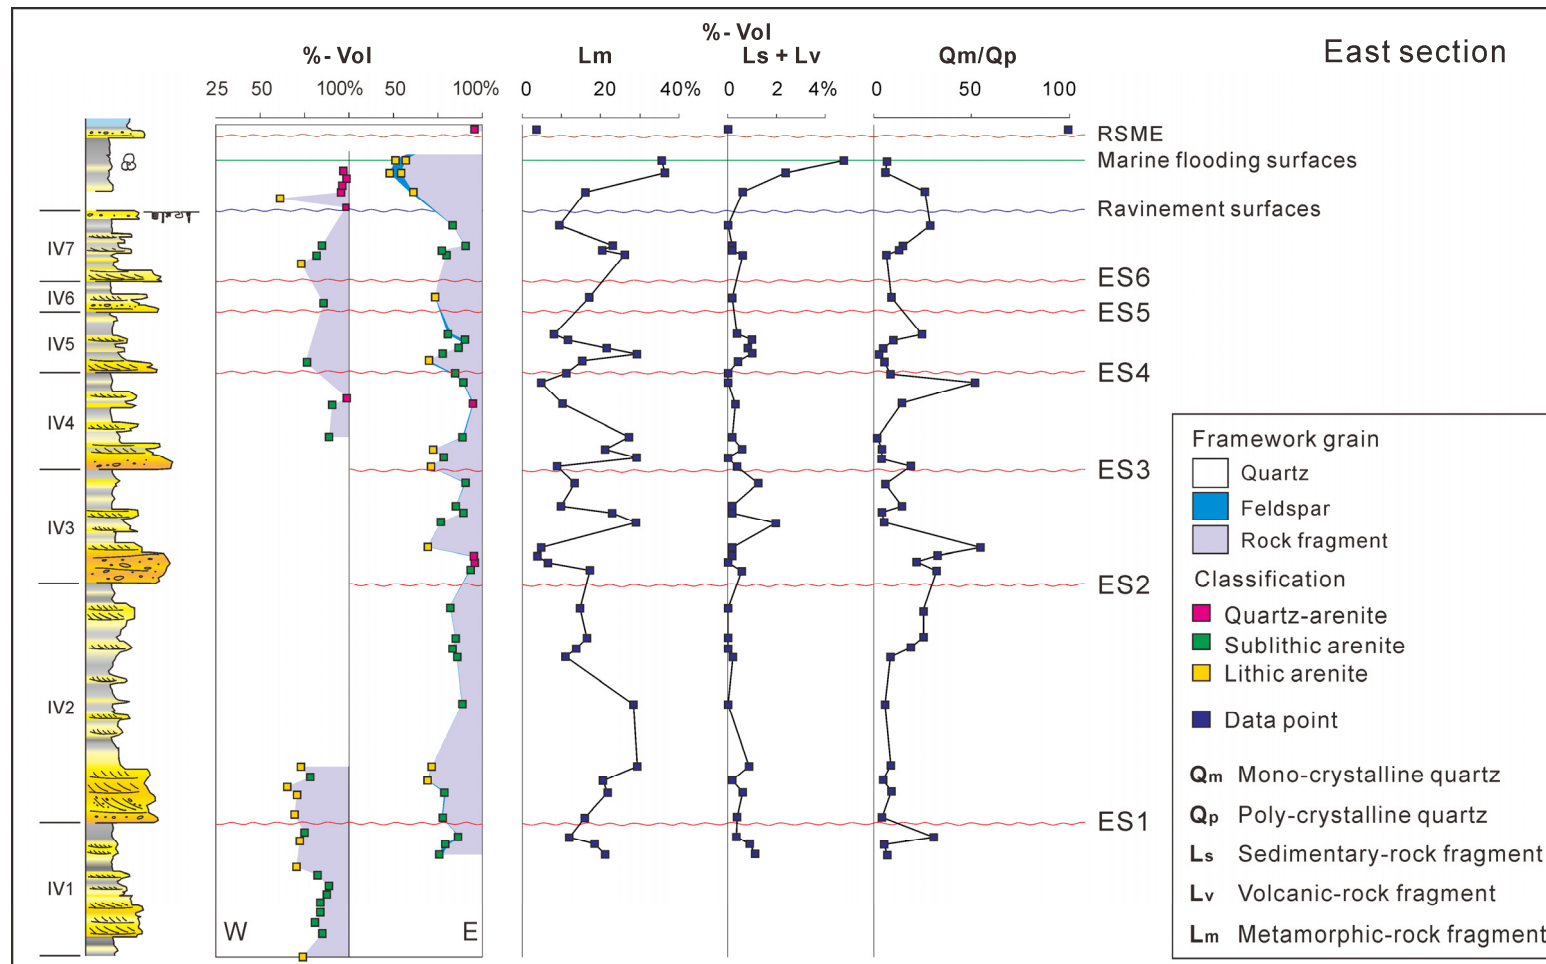 East section
%- Vol
%- Vol
Lm
Ls + Lv
Qm/Qp
25 50 100% 50 100%
0 20 40%
0 2 4%
0 50 100
RSME
Marine flooding surfaces
Ravinement surfaces
IV7
ES6
IV6
ES5
IV5
ES4
IV4
ES3
IV3
ES2
IV2
ES1
IV1
W
E
Framework grain
Quartz
Feldspar
Rock fragment
Classification
Quartz-arenite
Sublithic arenite
Lithic arenite
Data point
Qm Mono-crystalline quartz
Qp Poly-crystalline quartz
Ls Sedimentary-rock fragment
Lv Volcanic-rock fragment
Lm Metamorphic-rock fragment